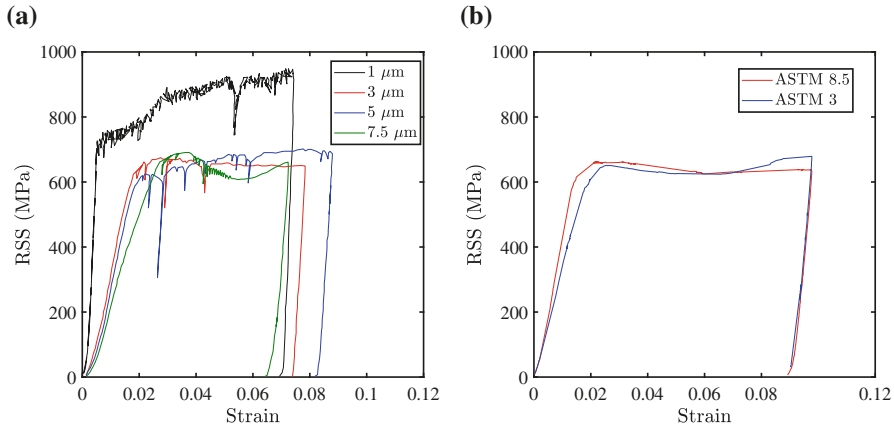 (a)
RSS (MPa)
1000
800
600
400
200
0
0 0.02 0.04 0.06 0.08 0.1 0.12
Strain
1 μm
3 μm
5 μm
7.5 μm
(b)
RSS (MPa)
1000
800
600
400
200
0
0 0.02 0.04 0.06 0.08 0.12
Strain
ASTM 8.5
ASTM 3